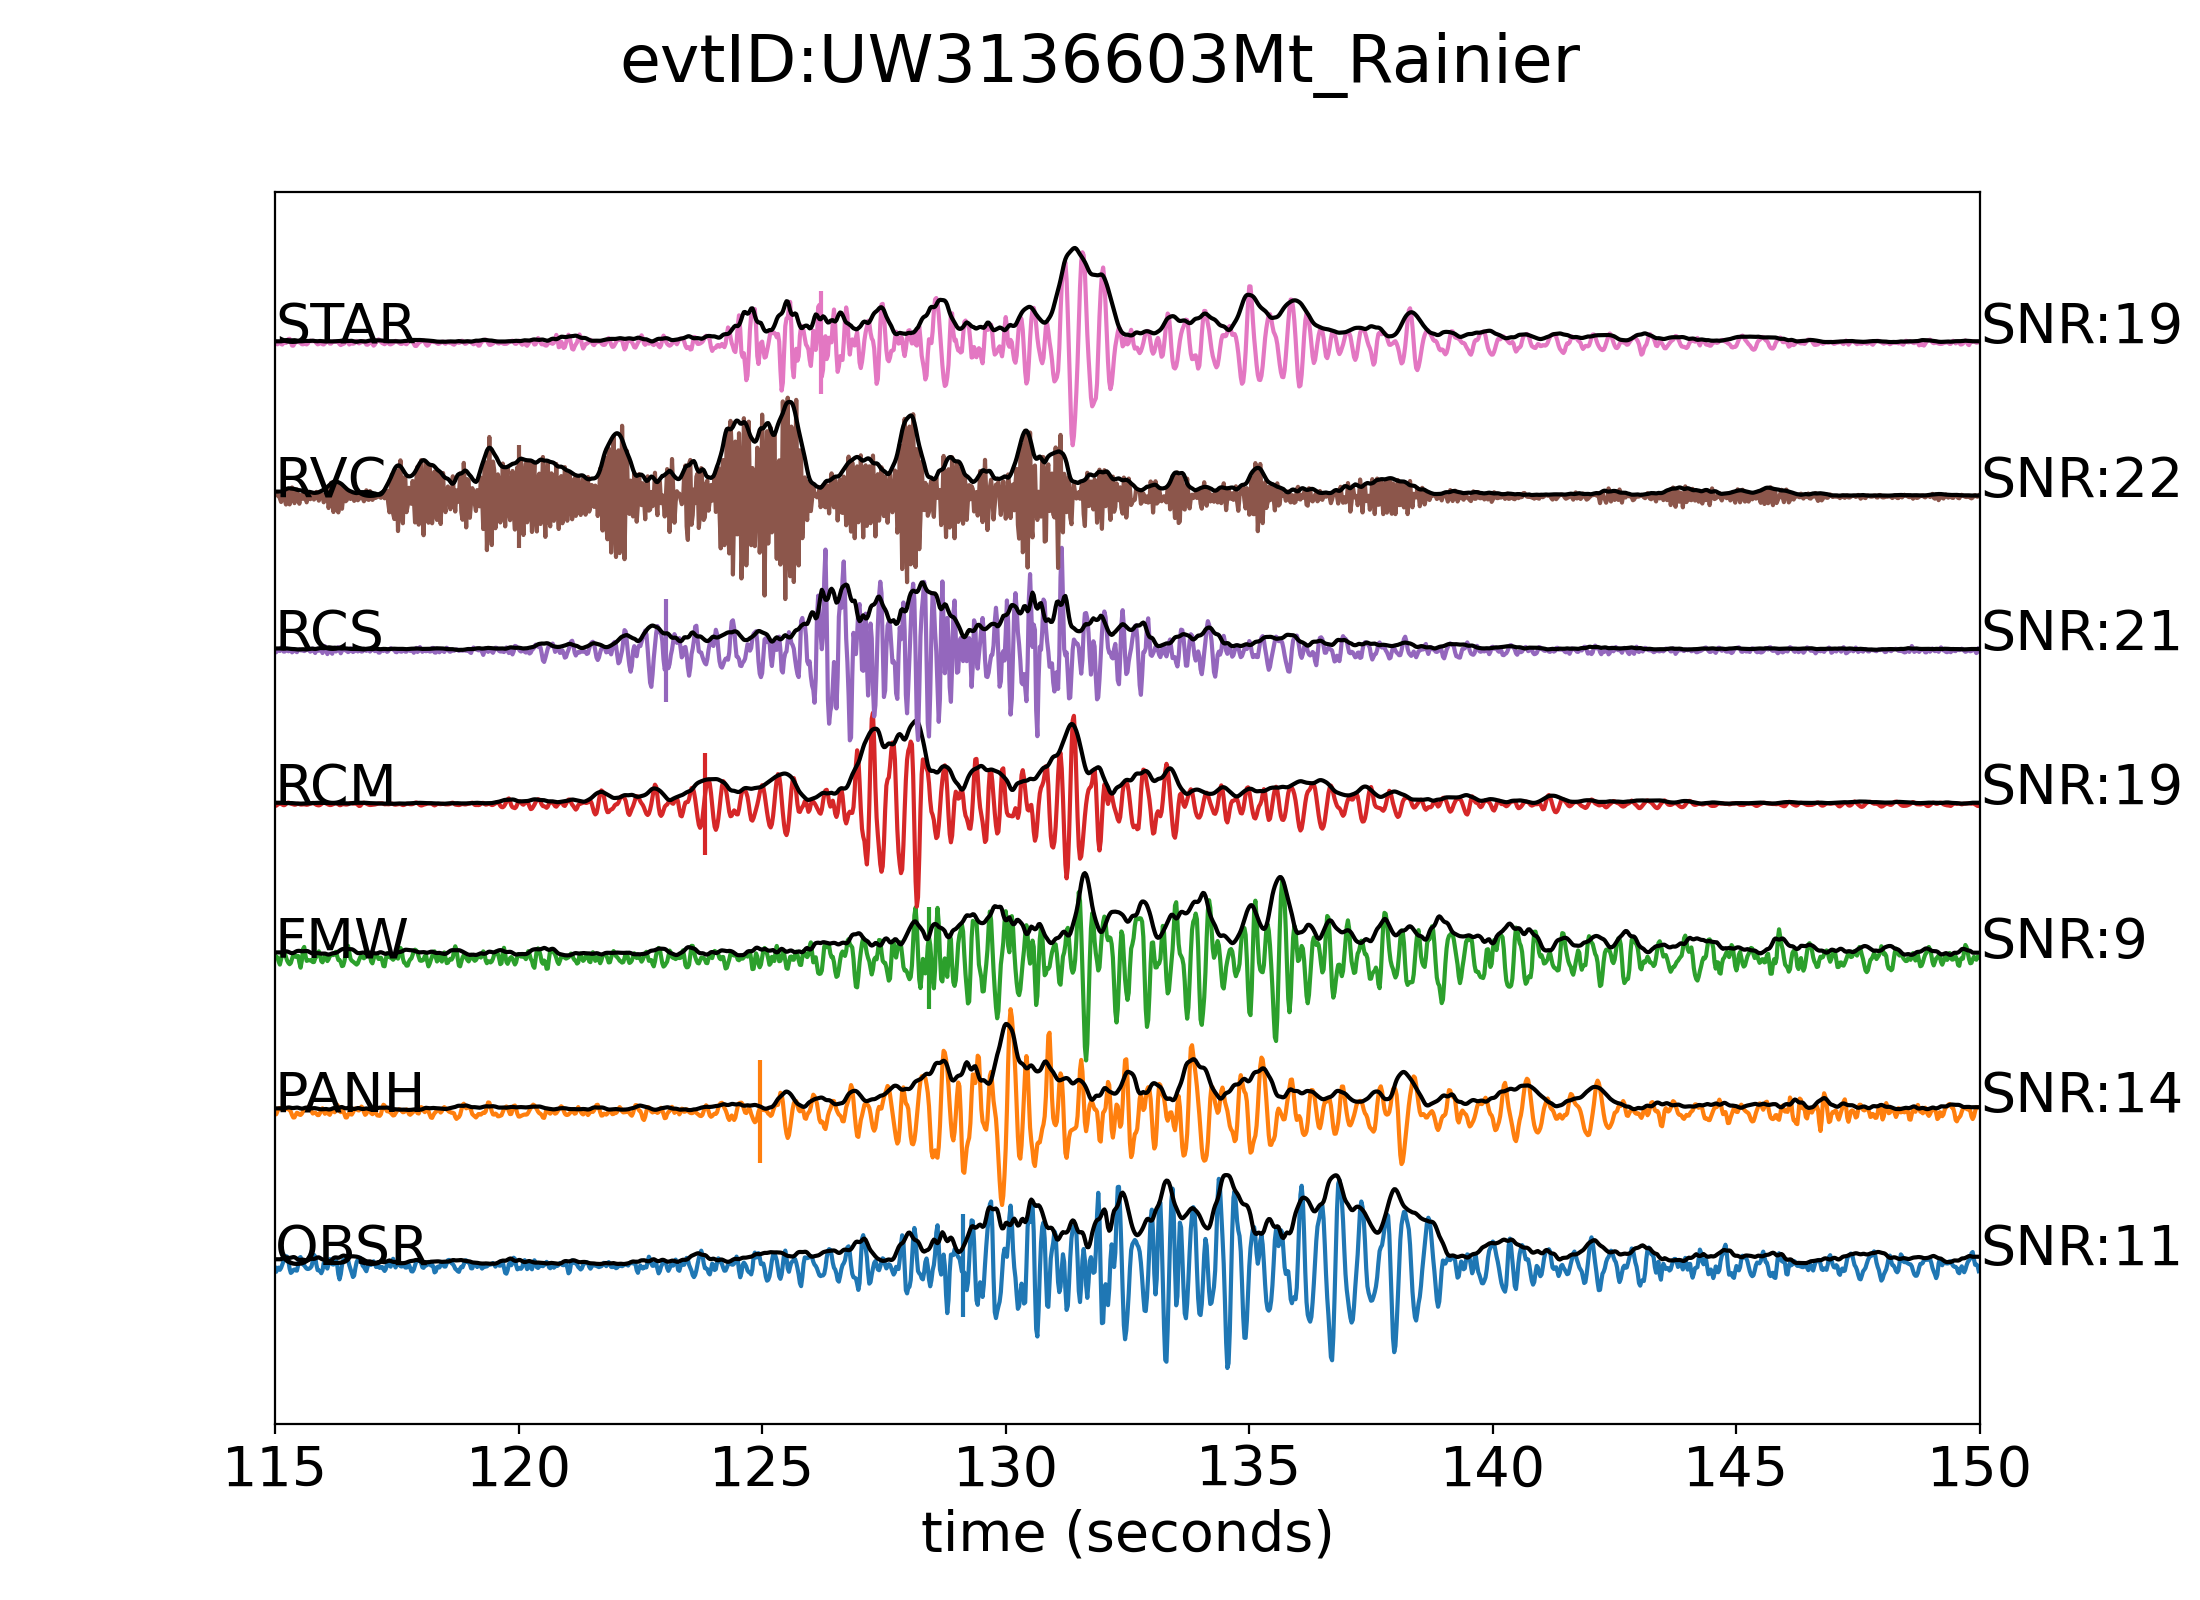 evtID:UW3136603Mt_Rainier
STAR SNR:19
RVC SNR:22
RCS SNR:21
RCM SNR:19
FMW SNR:9
PANH SNR:14
OBSR SNR:11
115 120 125 130 135 140 145 150
time (seconds)